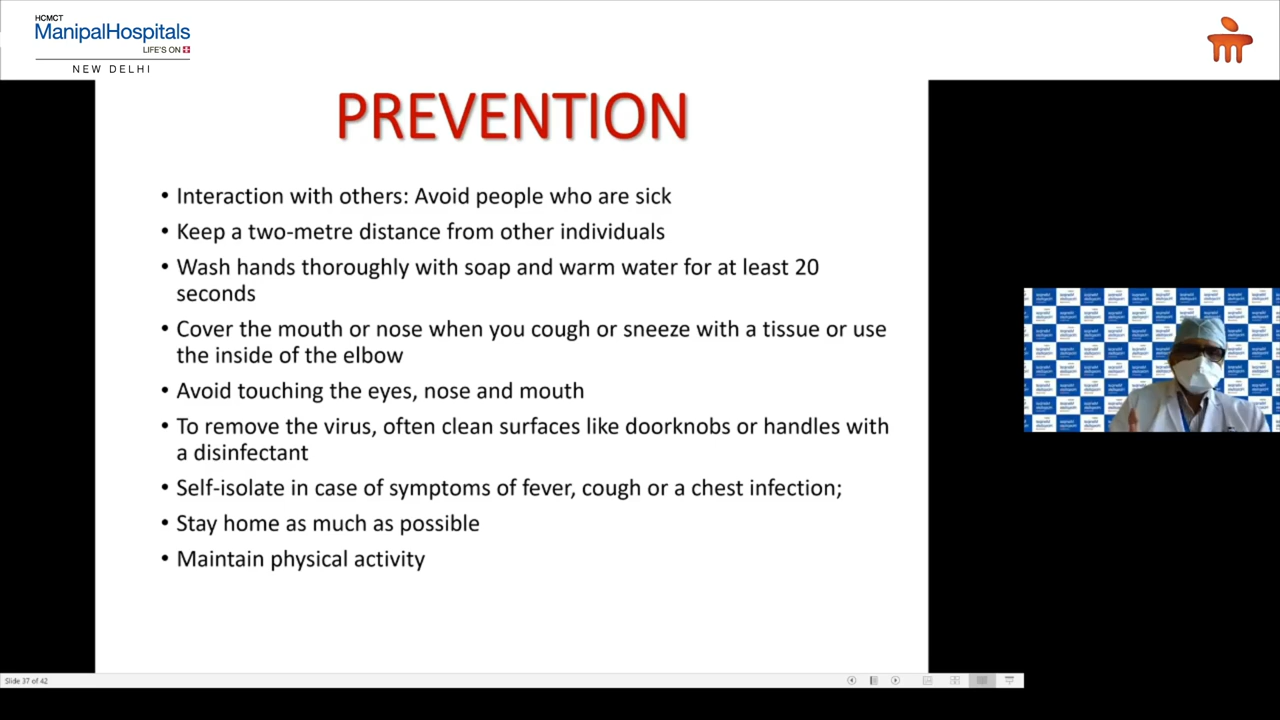 HCMCT
ManipalHospitals
LIFE'S ON
NEW DELHI
PREVENTION
• Interaction with others: Avoid people who are sick
• Keep a two-metre distance from other individuals
• Wash hands thoroughly with soap and warm water for at least 20
seconds
• Cover the mouth or nose when you cough or sneeze with a tissue or use
the inside of the elbow
• Avoid touching the eyes, nose and mouth
• To remove the virus, often clean surfaces like doorknobs or handles with
a disinfectant
• Self-isolate in case of symptoms of fever, cough or a chest infection;
• Stay home as much as possible
• Maintain physical activity
Slide 37 of 42